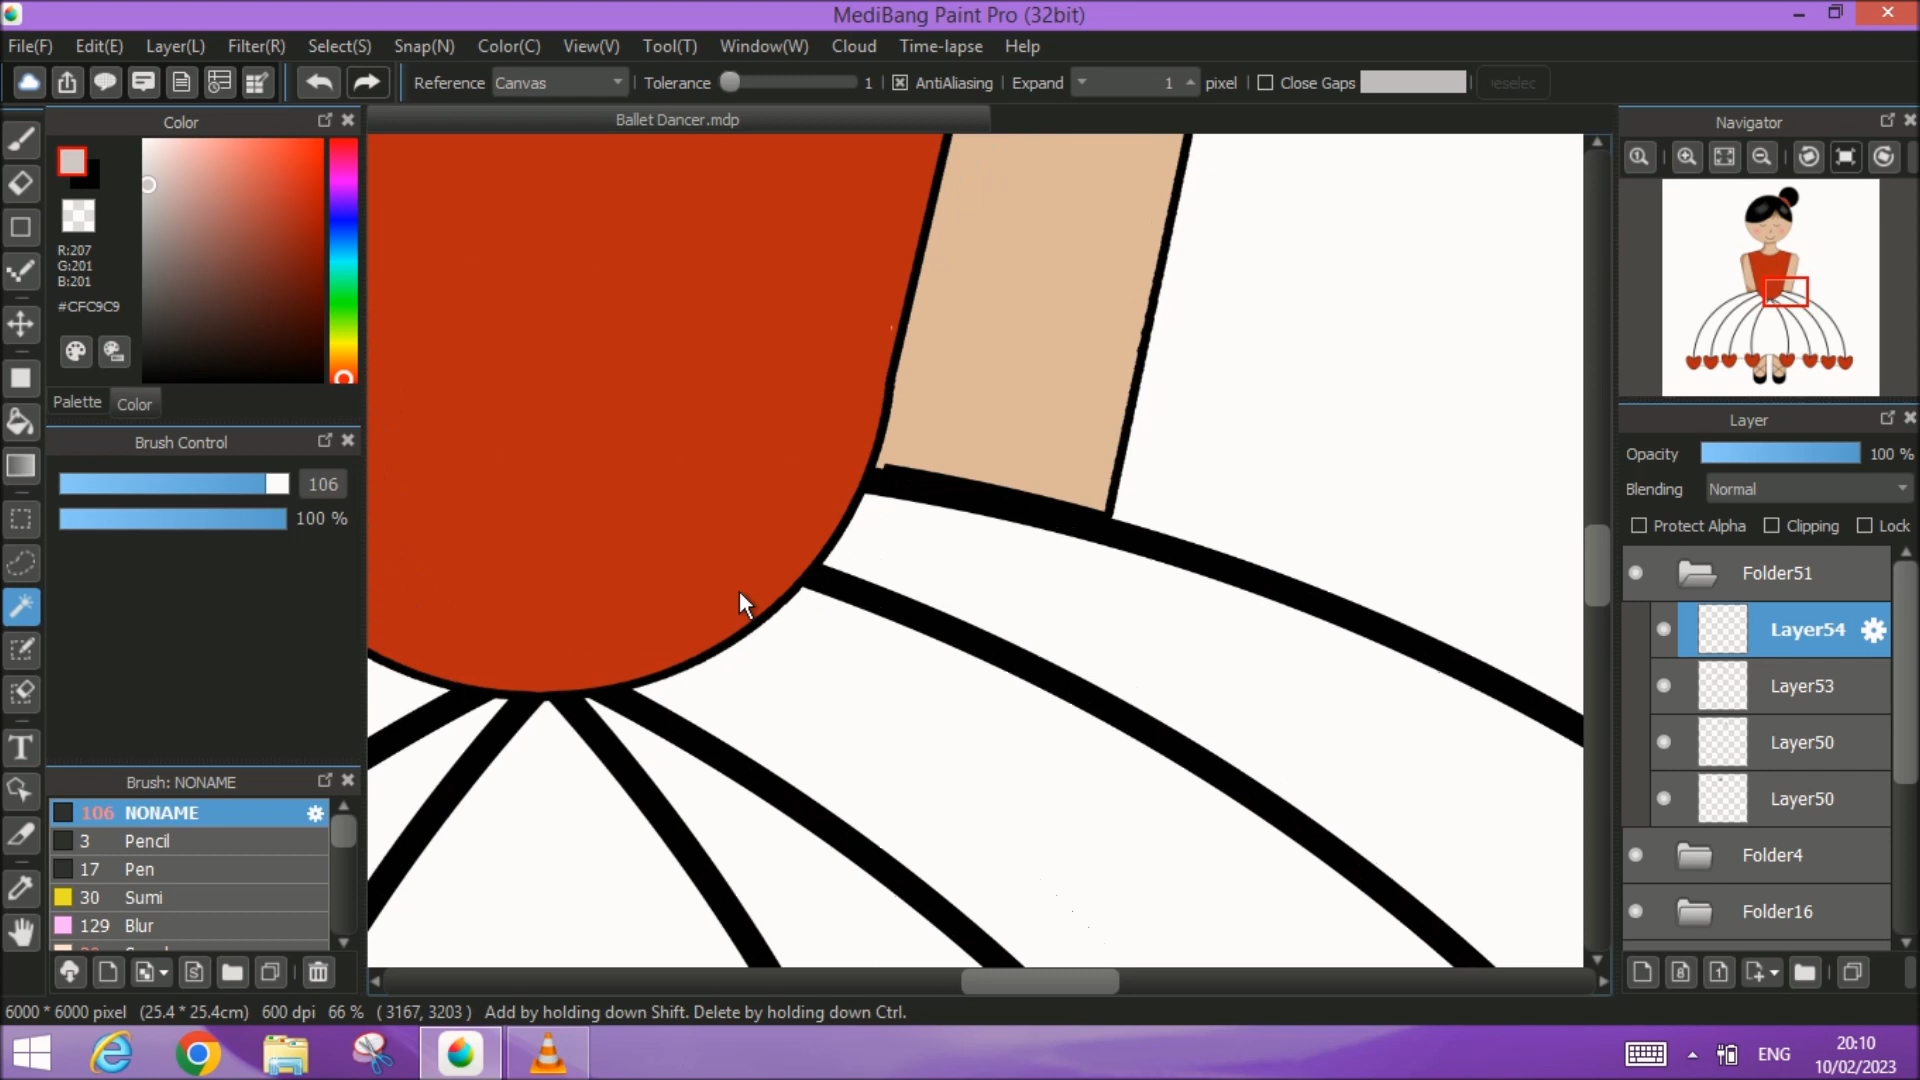 MediBang Paint Pro (32bit)
File(F) Edit(E) Layer(L) Filter(R) Select(S) Snap(N) Color(C) View(V) Tool(T) Window(W) Cloud Time-lapse Help
Reference Canvas Tolerance 1 AntiAliasing Expand 1 pixel Close Gaps
Color
Ballet Dancer.mdp
Navigator
R:207
G:201
B:201
#CFC9C9
Palette Color
Brush Control
106
100 %
Layer
Opacity 100 %
Blending Normal
Protect Alpha Clipping Lock
Folder51
Layer54
Layer53
Layer50
Layer50
Folder4
Folder16
Brush: NONAME
106 NONAME
3 Pencil
17 Pen
30 Sumi
129 Blur
6000 * 6000 pixel (25.4 * 25.4cm) 600 dpi 66 % ( 3167, 3203 ) Add by holding down Shift. Delete by holding down Ctrl.
ENG
20:10
10/02/2023